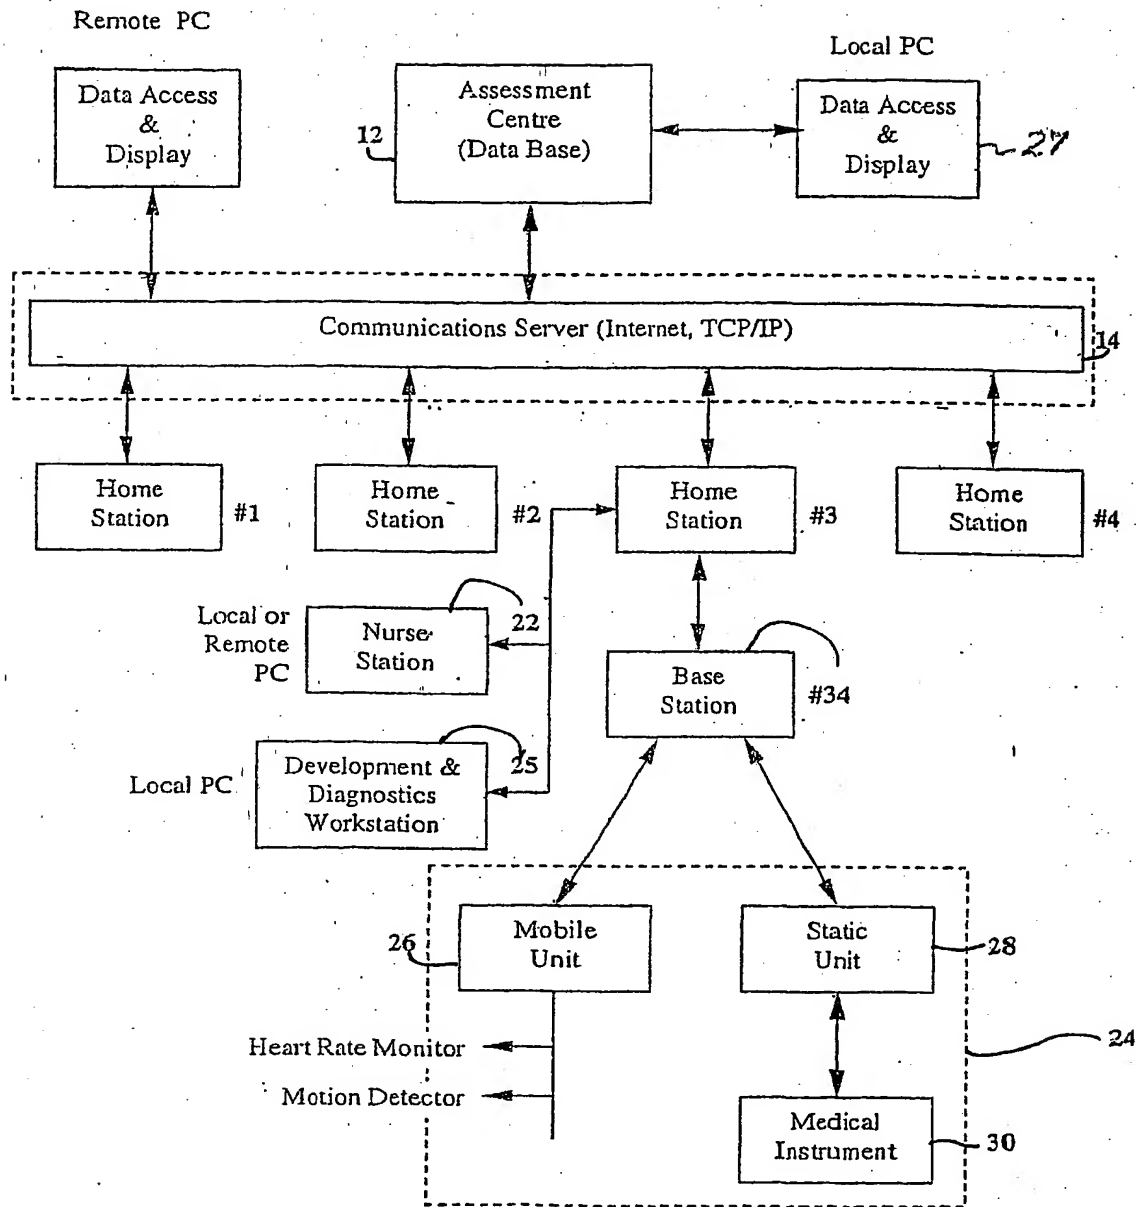 Remote PC
Local PC
Data Access
&
Display
Assessment
Centre
(Data Base)
12
Data Access
&
Display
27
Communications Server (Internet, TCP/IP)
14
Home
Station
#1
Home
Station
#2
Home
Station
#3
Home
Station
#4
Local or
Remote
PC
Nurse
Station
22
Base
Station
#34
Local PC
Development &
Diagnostics
Workstation
25
26
Mobile
Unit
Static
Unit
28
Heart Rate Monitor
Motion Detector
24
Medical
Instrument
30